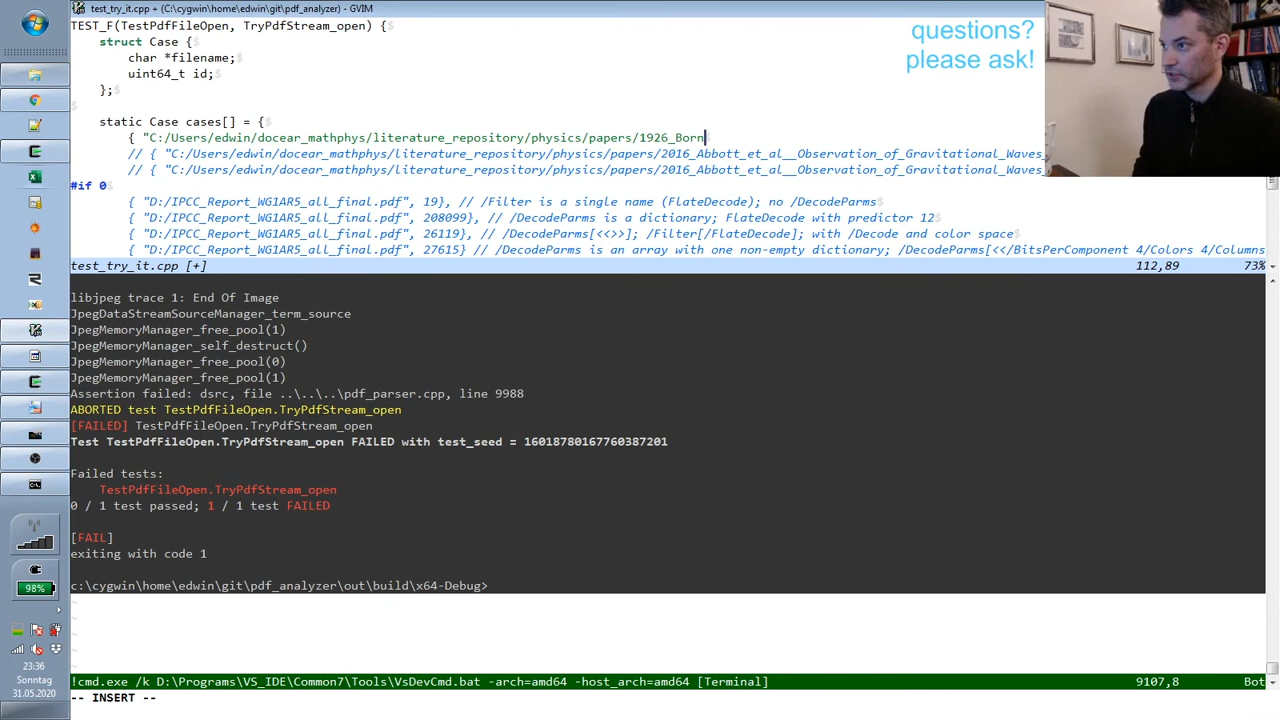 test_try_it.cpp + (C:\cygwin\home\edwin\git\pdf_analyzer) - GVIM
TEST_F(TestPdfFileOpen, TryPdfStream_open) {$
struct Case {$
char *filename;$
uint64_t id;$
};$
$
static Case cases[] = {$
{ "C:/Users/edwin/docear_mathphys/literature_repository/physics/papers/1926_Born$
// { "C:/Users/edwin/docear_mathphys/literature_repository/physics/papers/2016_Abbott_et_al__Observation_of_Gravitational_Waves_
// { "C:/Users/edwin/docear_mathphys/literature_repository/physics/papers/2016_Abbott_et_al__Observation_of_Gravitational_Waves_
#if 0$
{ "D:/IPCC_Report_WG1AR5_all_final.pdf", 19}, // /Filter is a single name (FlateDecode); no /DecodeParms$
{ "D:/IPCC_Report_WG1AR5_all_final.pdf", 208099}, // /DecodeParms is a dictionary; FlateDecode with predictor 12$
{ "D:/IPCC_Report_WG1AR5_all_final.pdf", 26119}, // /DecodeParms[<<>>]; /Filter[/FlateDecode]; with /Decode and color space$
{ "D:/IPCC_Report_WG1AR5_all_final.pdf", 27615} // /DecodeParms is an array with one non-empty dictionary; /DecodeParms[<</BitsPerComponent 4/Colors 4/Columns
test_try_it.cpp [+] 112,89 73%
questions?
please ask!
libjpeg trace 1: End Of Image
JpegDataStreamSourceManager_term_source
JpegMemoryManager_free_pool(1)
JpegMemoryManager_self_destruct()
JpegMemoryManager_free_pool(0)
JpegMemoryManager_free_pool(1)
Assertion failed: dsrc, file ..\..\..\pdf_parser.cpp, line 9988
ABORTED test TestPdfFileOpen.TryPdfStream_open
[FAILED] TestPdfFileOpen.TryPdfStream_open
Test TestPdfFileOpen.TryPdfStream_open FAILED with test_seed = 16018780167760387201
Failed tests:
TestPdfFileOpen.TryPdfStream_open
0 / 1 test passed; 1 / 1 test FAILED
[FAIL]
exiting with code 1
c:\cygwin\home\edwin\git\pdf_analyzer\out\build\x64-Debug>
~
~
~
~
~
!cmd.exe /k D:\Programs\VS_IDE\Common7\Tools\VsDevCmd.bat -arch=amd64 -host_arch=amd64 [Terminal] 9107,8 Bot
-- INSERT --
98%
23:36
Sonntag
31.05.2020